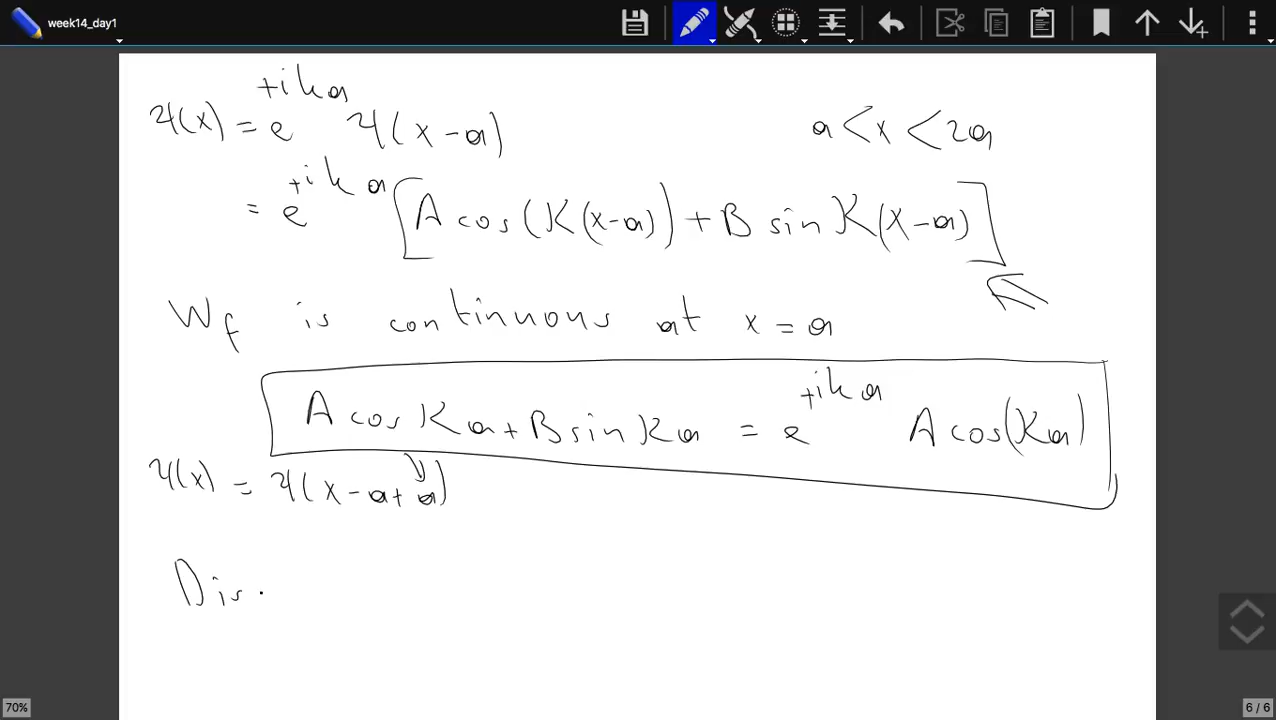 week14_day1
ψ(x) = e^{+ika} ψ(x-a)    a < x < 2a
= e^{+ika} [A cos(K(x-a)) + B sin K(x-a)]
Wf is continuous at x = a
A cos Ka + B sin Ka = e^{+ika} A cos(Ka)
ψ(x) = ψ(x-a+a)
Dis.
70%
6 / 6